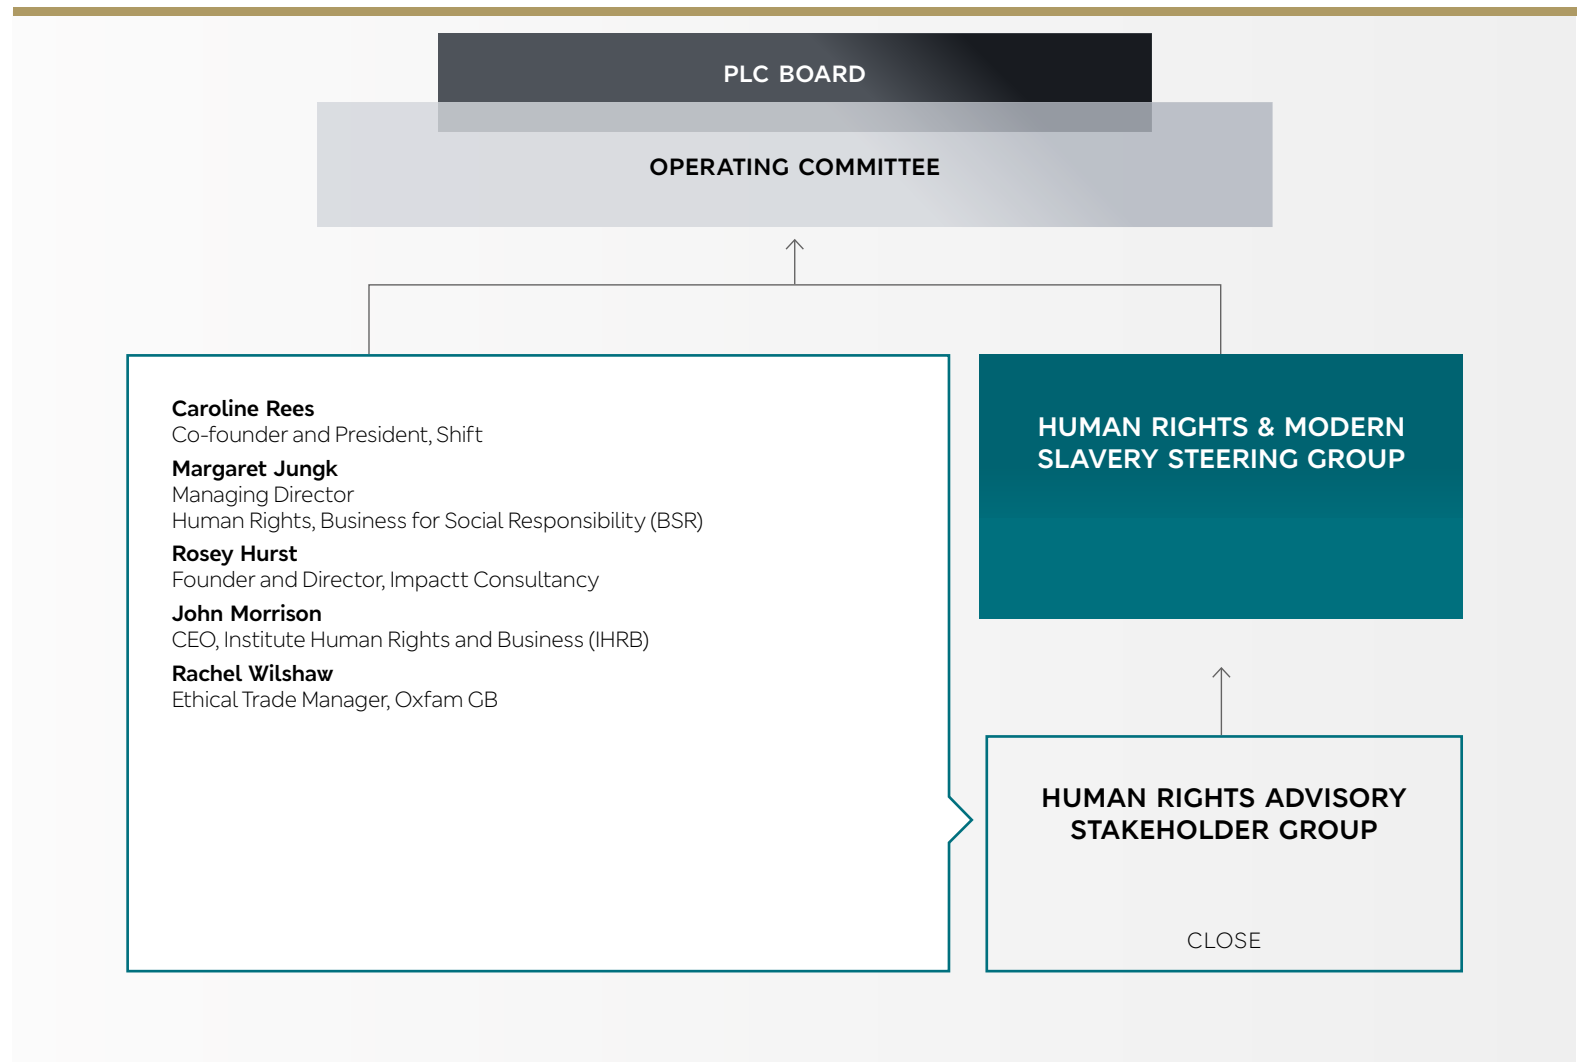 PLC BOARD
OPERATING COMMITTEE
Caroline Rees
Co-founder and President, Shift
Margaret Jungk
Managing Director
Human Rights, Business for Social Responsibility (BSR)
Rosey Hurst
Founder and Director, Impactt Consultancy
John Morrison
CEO, Institute Human Rights and Business (IHRB)
Rachel Wilshaw
Ethical Trade Manager, Oxfam GB
HUMAN RIGHTS & MODERN
SLAVERY STEERING GROUP
HUMAN RIGHTS ADVISORY
STAKEHOLDER GROUP
CLOSE